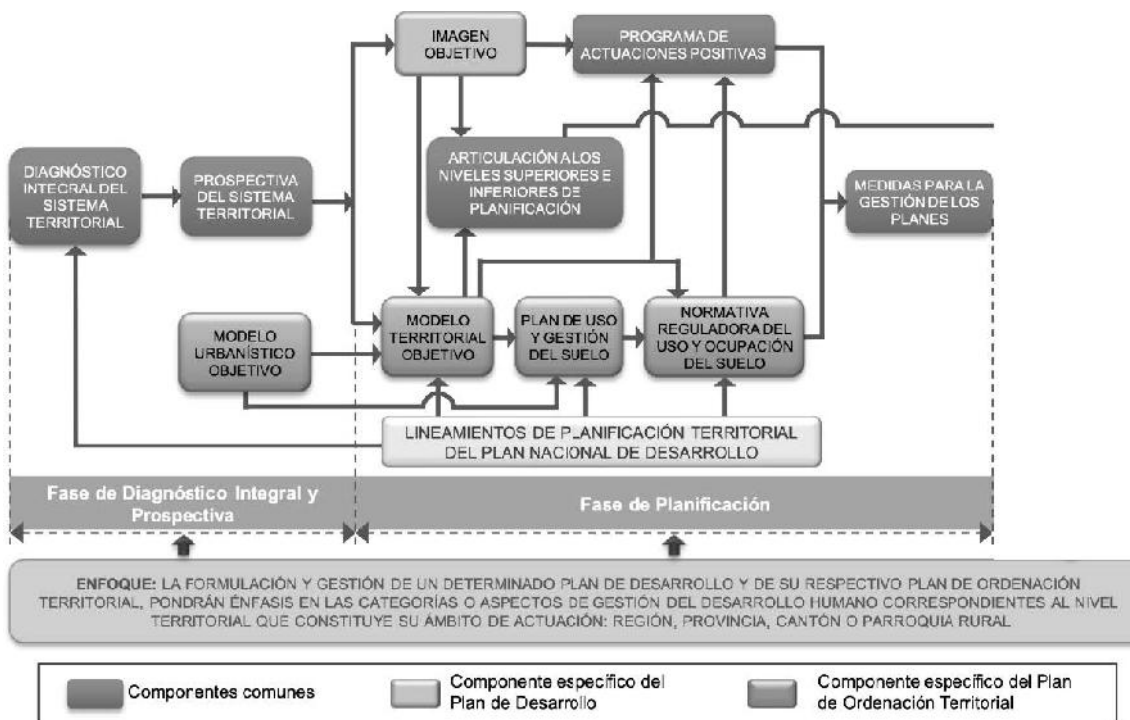 IMAGEN
OBJETIVO
PROGRAMA DE
ACTUACIONES POSITIVAS
DIAGNÓSTICO
INTEGRAL DEL
SISTEMA
TERRITORIAL
PROSPECTIVA
DEL SISTEMA
TERRITORIAL
ARTICULACIÓN A LOS
NIVELES SUPERIORES E
INFERIORES DE
PLANIFICACIÓN
MEDIDAS PARA LA
GESTIÓN DE LOS
PLANES
MODELO
URBANÍSTICO
OBJETIVO
MODELO
TERRITORIAL
OBJETIVO
PLAN DE USO
Y GESTIÓN
DEL SUELO
NORMATIVA
REGULADORA DEL
USO Y OCUPACIÓN
DEL SUELO
LINEAMIENTOS DE PLANIFICACIÓN TERRITORIAL
DEL PLAN NACIONAL DE DESARROLLO
Fase de Diagnóstico Integral y
Prospectiva
Fase de Planificación
ENFOQUE: LA FORMULACIÓN Y GESTIÓN DE UN DETERMINADO PLAN DE DESARROLLO Y DE SU RESPECTIVO PLAN DE ORDENACIÓN
TERRITORIAL, PONDRÁN ÉNFASIS EN LAS CATEGORÍAS O ASPECTOS DE GESTIÓN DEL DESARROLLO HUMANO CORRESPONDIENTES AL NIVEL
TERRITORIAL QUE CONSTITUYE SU ÁMBITO DE ACTUACIÓN: REGIÓN, PROVINCIA, CANTÓN O PARROQUIA RURAL
Componentes comunes
Componente específico del
Plan de Desarrollo
Componente específico del Plan
de Ordenación Territorial